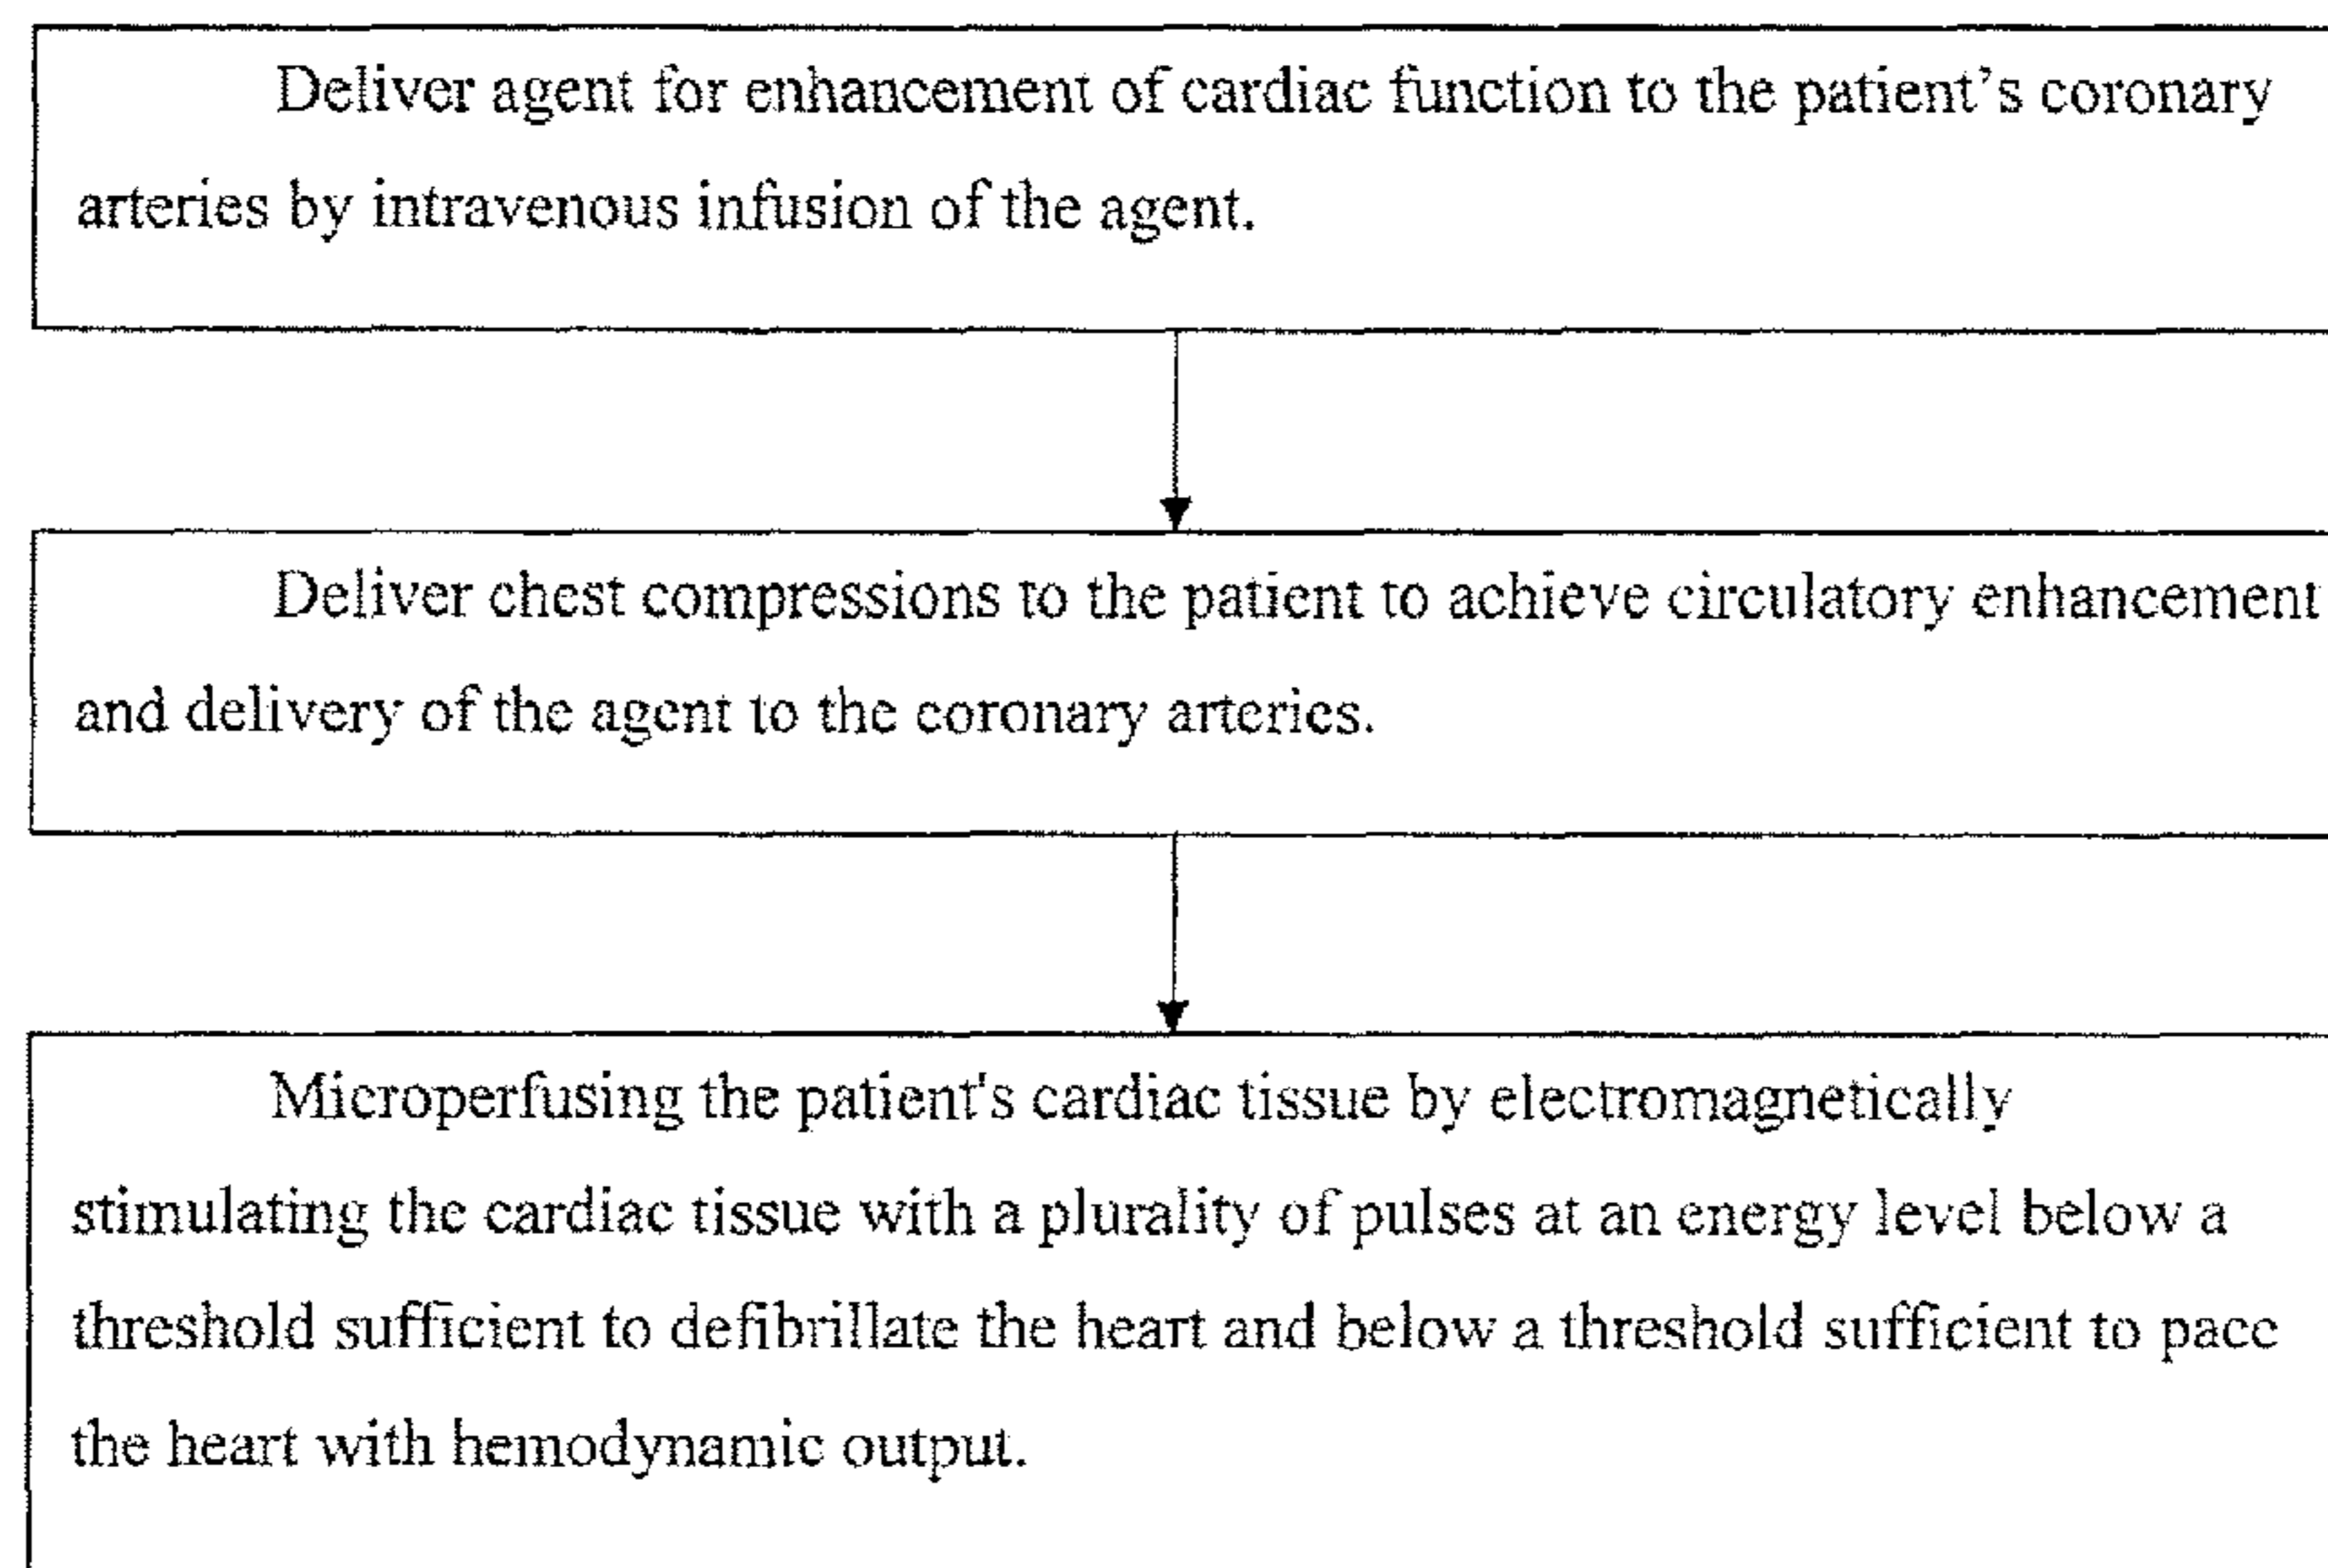 Deliver agent for enhancement of cardiac function to the patient’s coronary
arteries by intravenous infusion of the agent.
Deliver chest compressions to the patient to achieve circulatory enhancement
and delivery of the agent to the coronary arteries.
Microperfusing the patient's cardiac tissue by electromagnetically
stimulating the cardiac tissue with a plurality of pulses at an energy level below a
threshold sufficient to defibrillate the heart and below a threshold sufficient to pace
the heart with hemodynamic output.